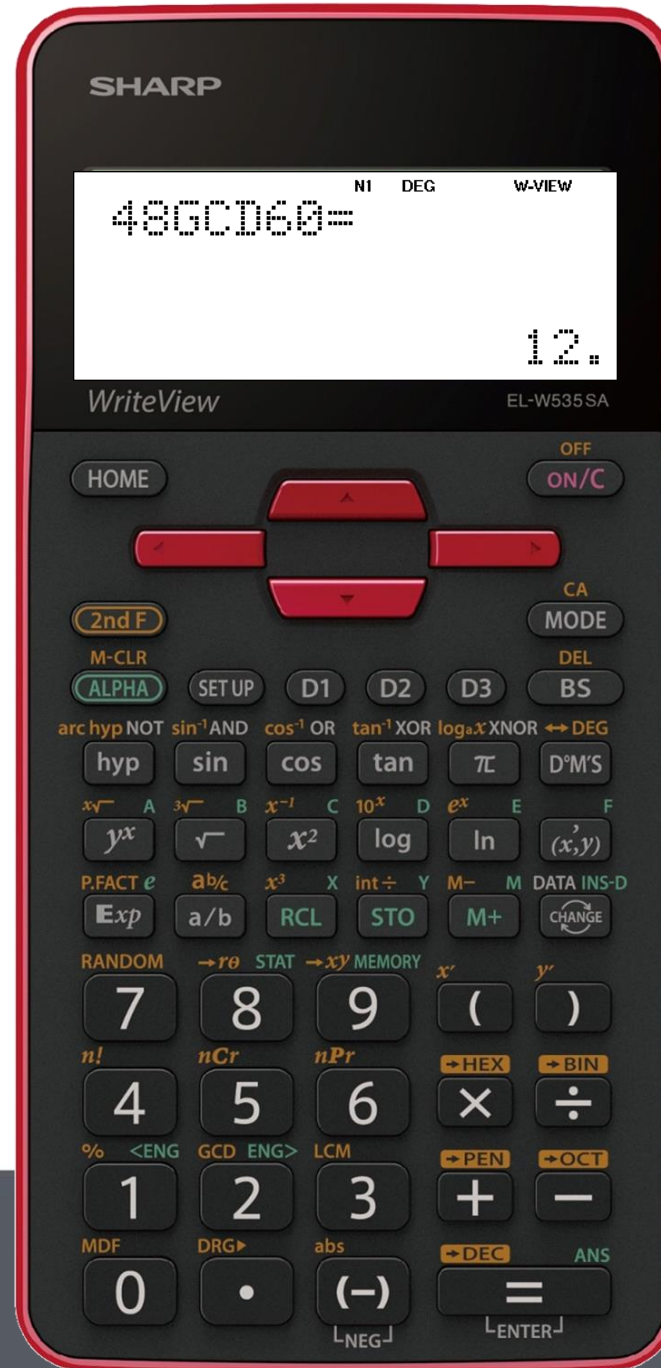 SHARP
N1 DEG W-VIEW
48GCD60=
12.
WriteView EL-W535SA
OFF
HOME ON/C
CA
2nd F MODE
M-CLR DEL
ALPHA SET UP D1 D2 D3 BS
arc hyp NOT sin⁻¹ AND cos⁻¹ OR tan⁻¹ XOR logₐx XNOR ↔DEG
hyp sin cos tan π D°M'S
ˣ√ A ³√ B x⁻¹ C 10ˣ D eˣ E F
yˣ √ x² log ln (x,y)
P.FACT e ab/c x³ X int÷ Y M− M DATA INS-D
Exp a/b RCL STO M+ CHANGE
RANDOM →rθ STAT →xy MEMORY x′ y′
7 8 9 ( )
n! nCr nPr →HEX →BIN
4 5 6 × ÷
% <ENG GCD ENG> LCM →PEN →OCT
1 2 3 + −
MDF DRG▶ abs →DEC ANS
0 • (−) =
NEG ENTER